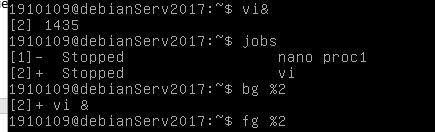 1910109@debianServ2017:~$ vi&
[2] 1435
1910109@debianServ2017:~$ jobs
[1]-  Stopped                 nano proc1
[2]+  Stopped                 vi
1910109@debianServ2017:~$ bg %2
[2]+ vi &
1910109@debianServ2017:~$ fg %2